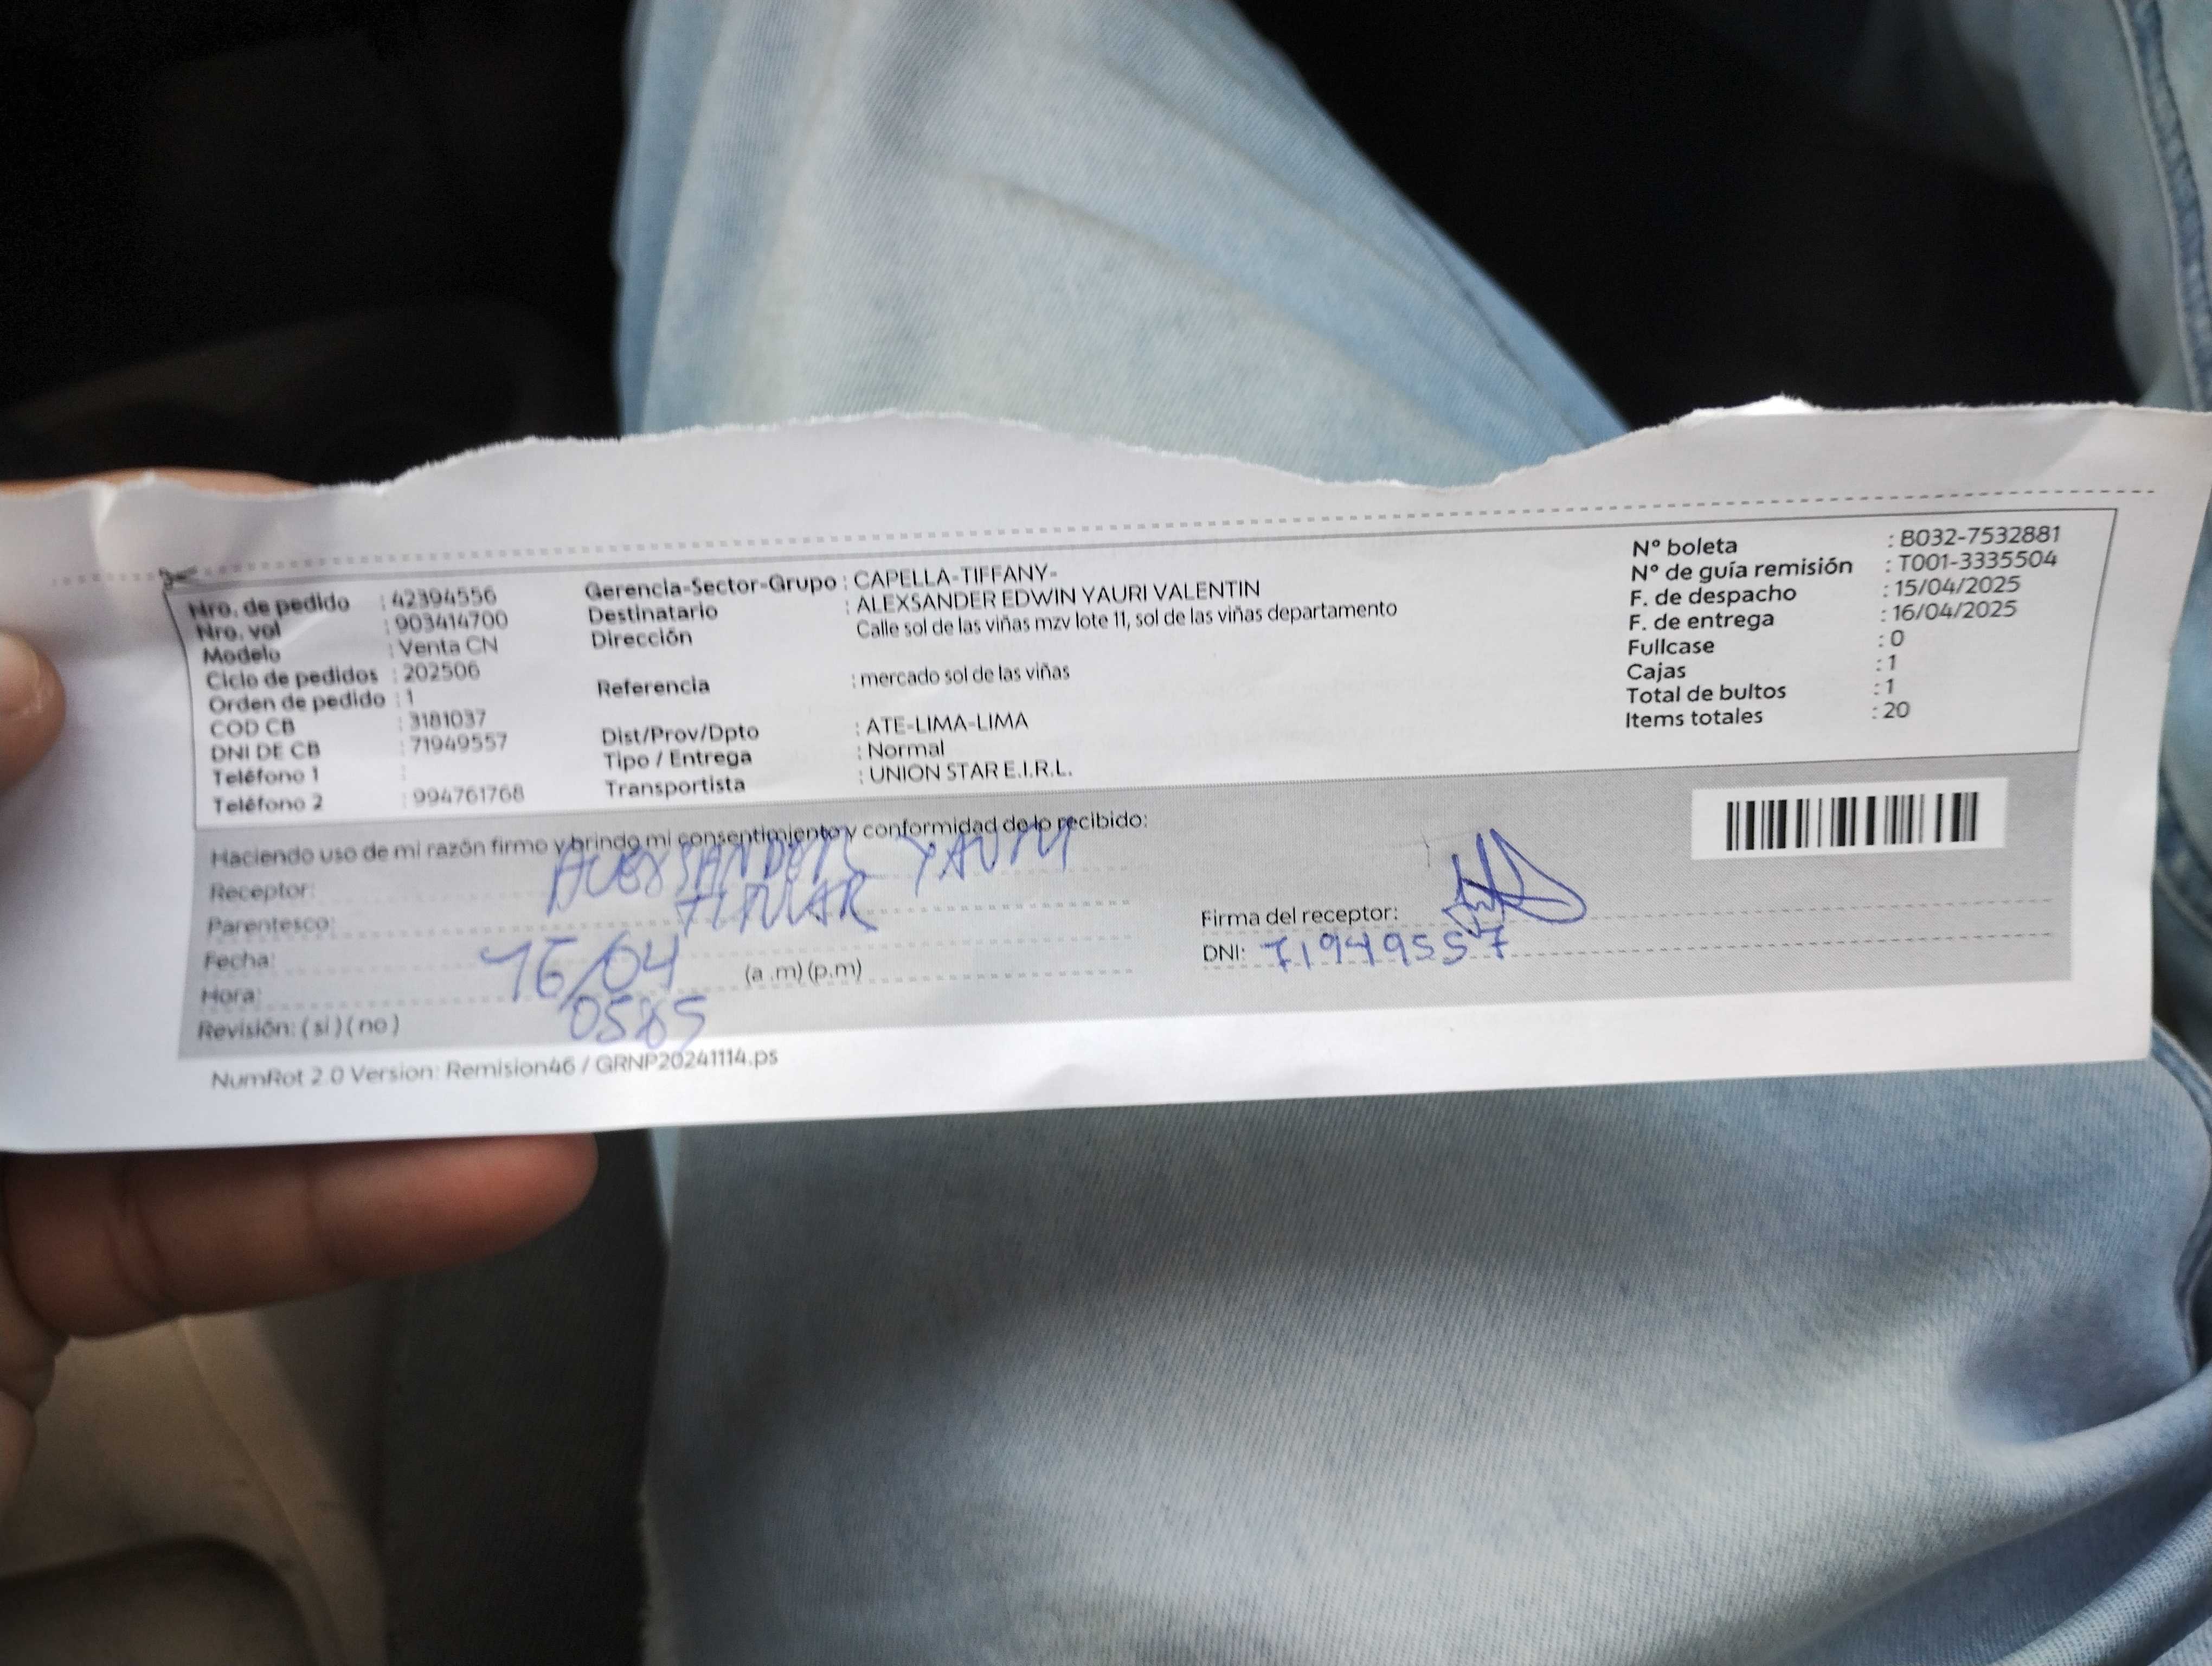 Nro. de pedido : 42394556
Nro. vol : 903414700
Modelo : Venta CN
Ciclo de pedidos : 202506
Orden de pedido : 1
COD CB : 3181037
DNI DE CB : 71949557
Teléfono 1 :
Teléfono 2 : 994761768
Gerencia-Sector-Grupo : CAPELLA-TIFFANY-
Destinatario : ALEXSANDER EDWIN YAURI VALENTIN
Dirección Calle sol de las viñas mzv lote 11, sol de las viñas departamento
Referencia : mercado sol de las viñas
Dist/Prov/Dpto : ATE-LIMA-LIMA
Tipo / Entrega : Normal
Transportista : UNION STAR E.I.R.L.
N° boleta : B032-7532881
N° de guía remisión : T001-3335504
F. de despacho : 15/04/2025
F. de entrega : 16/04/2025
Fullcase : 0
Cajas : 1
Total de bultos : 1
Items totales : 20
Haciendo uso de mi razón firmo y brindo mi consentimiento y conformidad de lo recibido:
Receptor: ALEXSANDER YAURI
Parentesco: TITULAR
Fecha: 16/04
Hora: (a .m) (p.m)
Revisión: ( si ) ( no )
Firma del receptor:
DNI: 71949557
NumRot 2.0 Version: Remision46 / GRNP20241114.ps